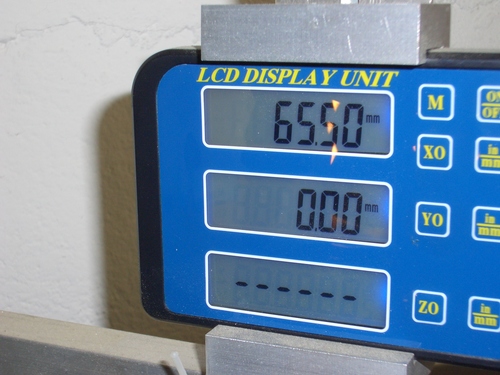 LCD DISPLAY UNIT
65.50 mm
M
ON/OFF
XO
in/mm
0.00 mm
YO
in/mm
------
ZO
in/mm